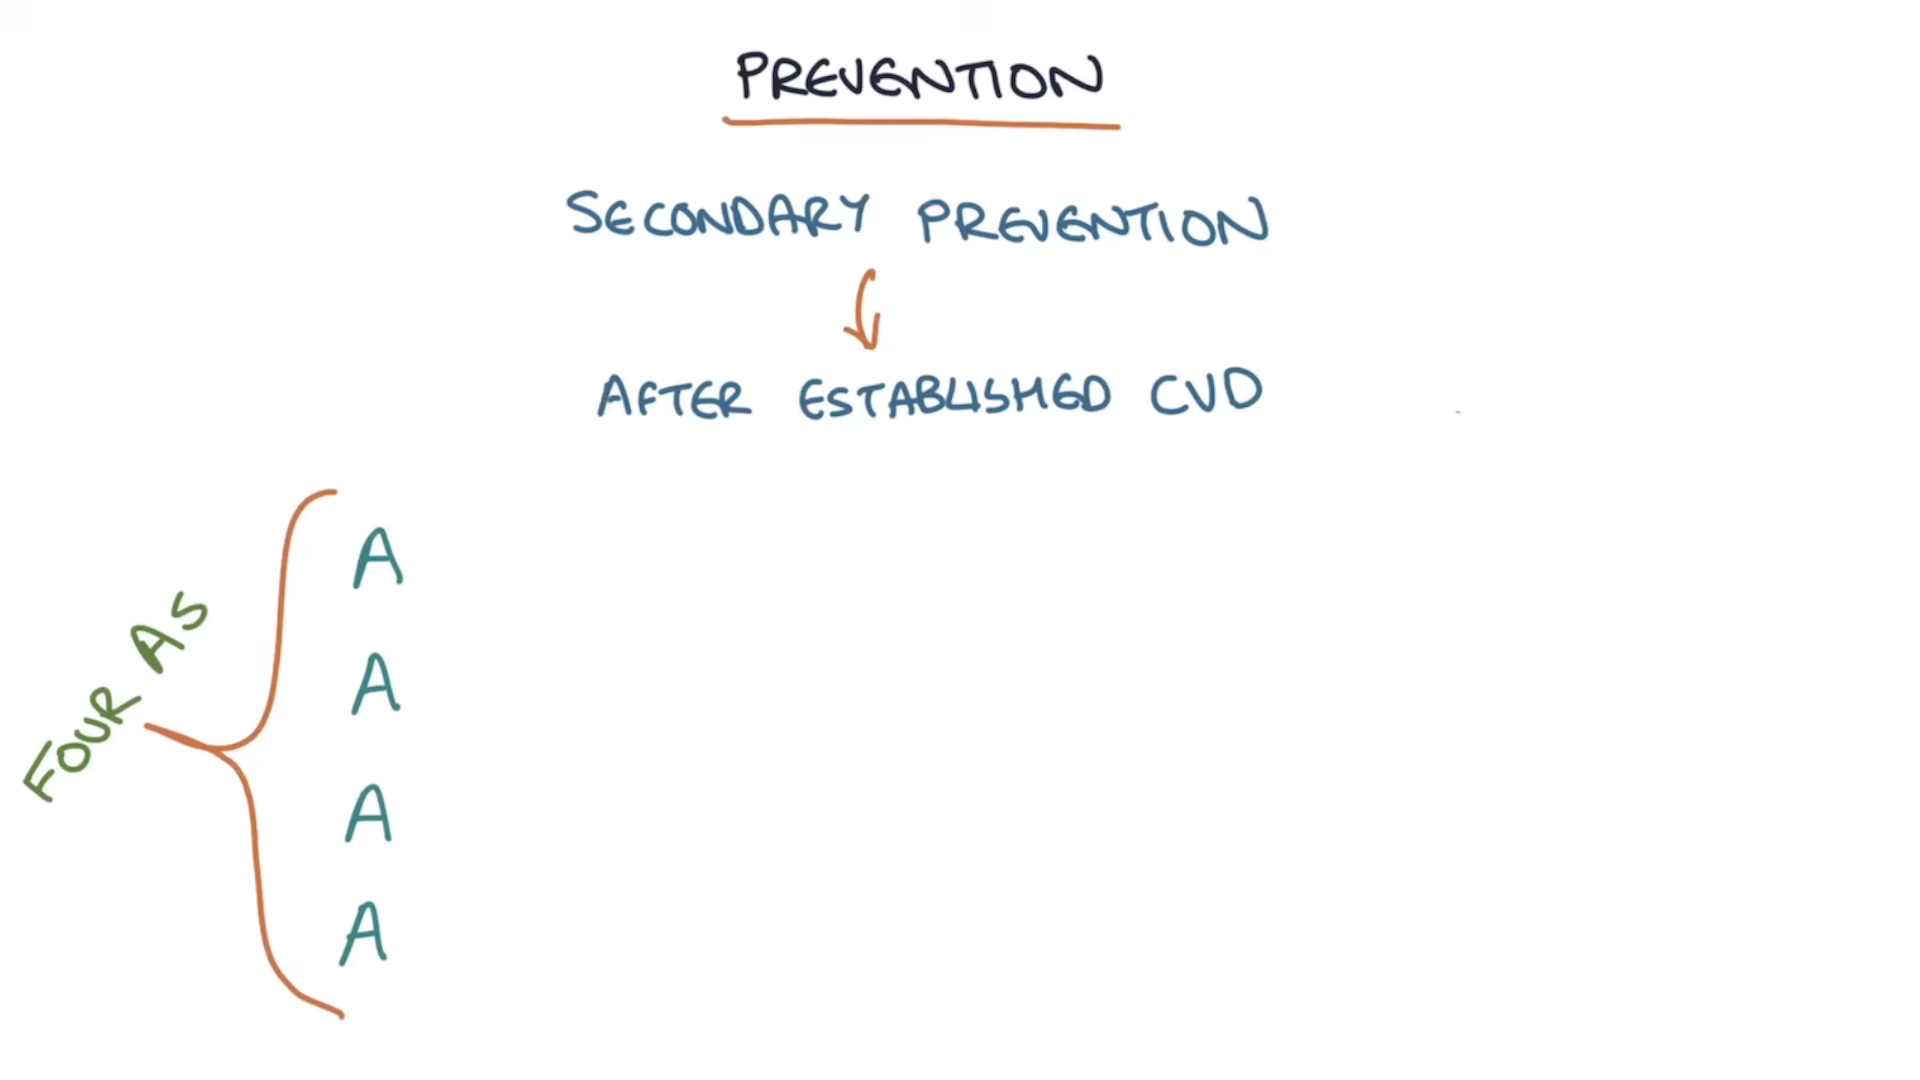 PREVENTION
SECONDARY PREVENTION
AFTER ESTABLISHED CVD
FOUR AS
A
A
A
A